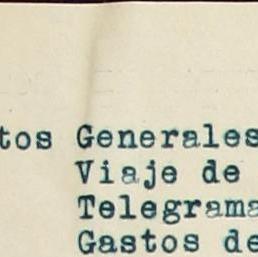 tos Generales
Viaje de
Telegrama
Gastos de